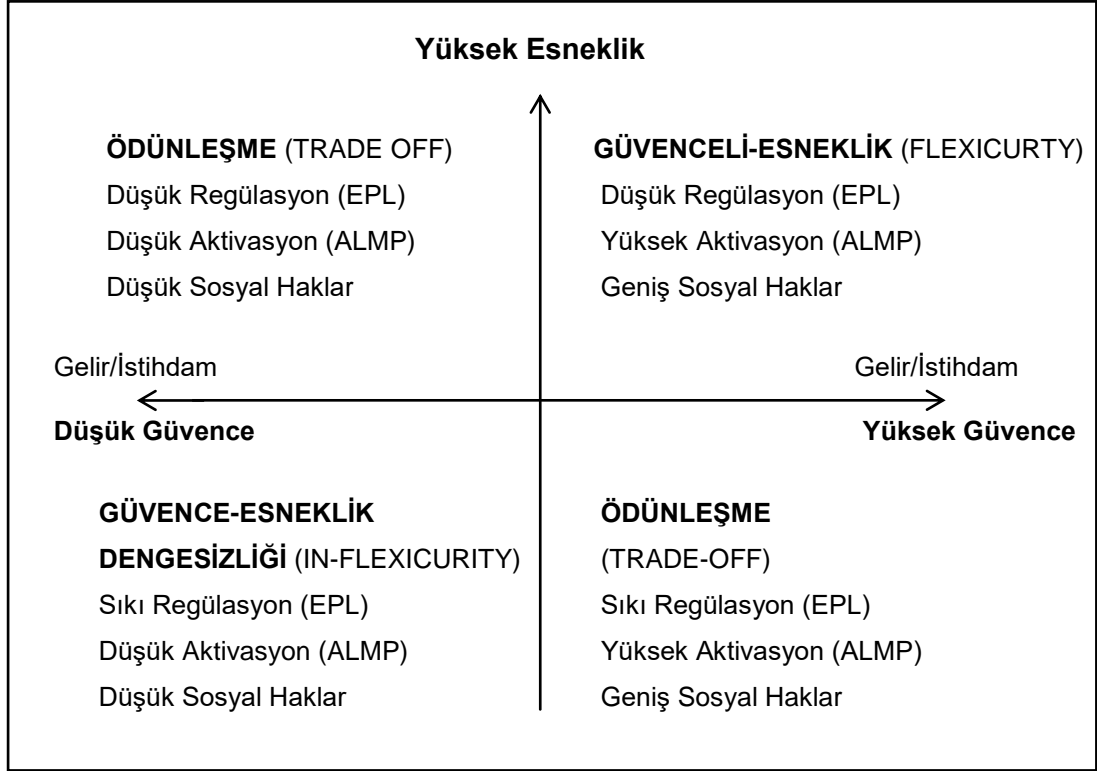 Yüksek Esneklik
ÖDÜNLEŞME (TRADE OFF)
Düşük Regülasyon (EPL)
Düşük Aktivasyon (ALMP)
Düşük Sosyal Haklar
GÜVENCELİ-ESNEKLİK (FLEXICURTY)
Düşük Regülasyon (EPL)
Yüksek Aktivasyon (ALMP)
Geniş Sosyal Haklar
Gelir/İstihdam
Düşük Güvence
Gelir/İstihdam
Yüksek Güvence
GÜVENCE-ESNEKLİK
DENGESİZLİĞİ (IN-FLEXICURITY)
Sıkı Regülasyon (EPL)
Düşük Aktivasyon (ALMP)
Düşük Sosyal Haklar
ÖDÜNLEŞME
(TRADE-OFF)
Sıkı Regülasyon (EPL)
Yüksek Aktivasyon (ALMP)
Geniş Sosyal Haklar